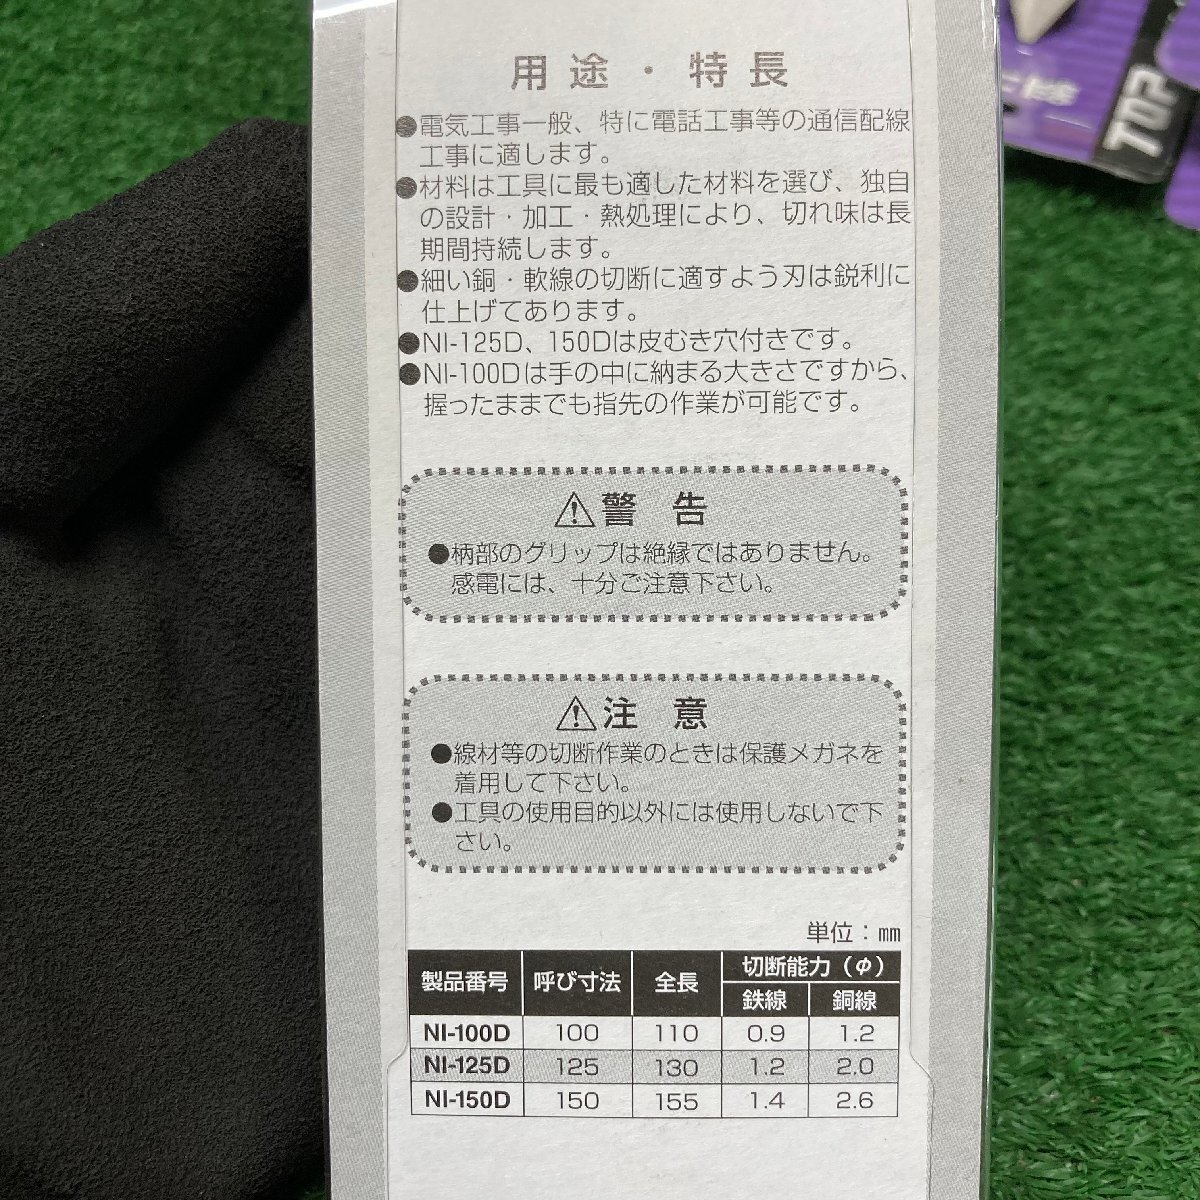 用途・特長
●電気工事一般、特に電話工事等の通信配線
工事に適します。
●材料は工具に最も適した材料を選び、独自
の設計・加工・熱処理により、切れ味は長
期間持続します。
●細い銅・軟線の切断に適すよう刃は鋭利に
仕上げてあります。
●NI-125D、150Dは皮むき穴付きです。
●NI-100Dは手の中に納まる大きさですから、
握ったままでも指先の作業が可能です。
⚠警告
●柄部のグリップは絶縁ではありません。
感電には、十分ご注意下さい。
⚠注意
●線材等の切断作業のときは保護メガネを
着用して下さい。
●工具の使用目的以外には使用しないで下
さい。
単位：㎜
製品番号 呼び寸法 全長 切断能力（φ）
鉄線 銅線
NI-100D 100 110 0.9 1.2
NI-125D 125 130 1.2 2.0
NI-150D 150 155 1.4 2.6
TOP